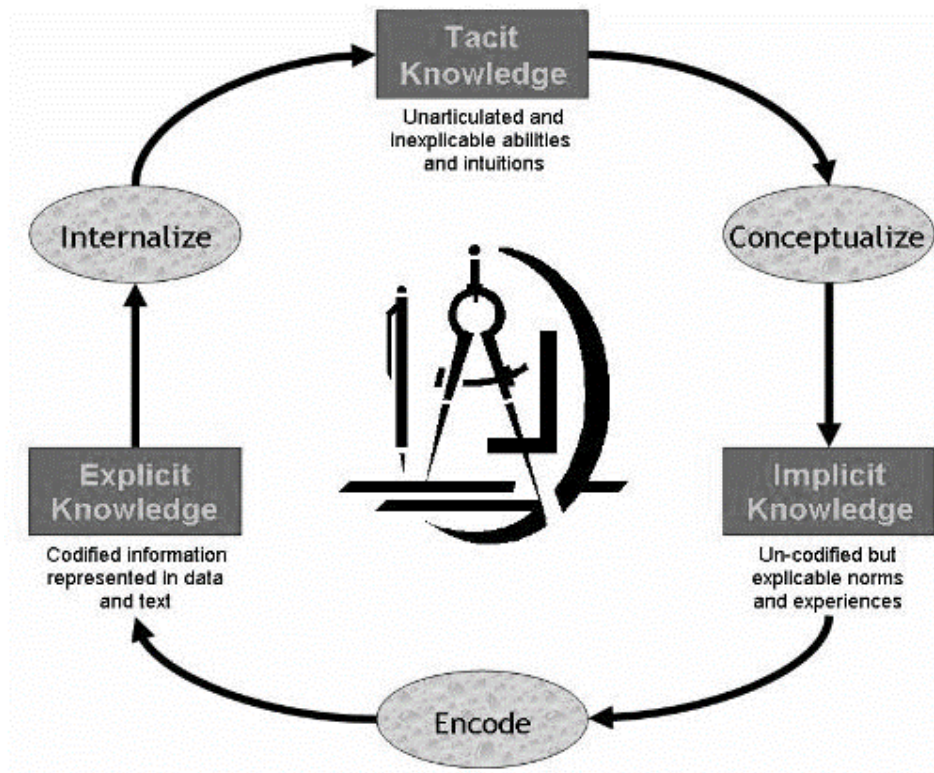 Tacit
Knowledge
Unarticulated and
inexplicable abilities
and intuitions
Internalize
Conceptualize
Explicit
Knowledge
Codified information
represented in data
and text
Implicit
Knowledge
Un-codified but
explicable norms
and experiences
Encode